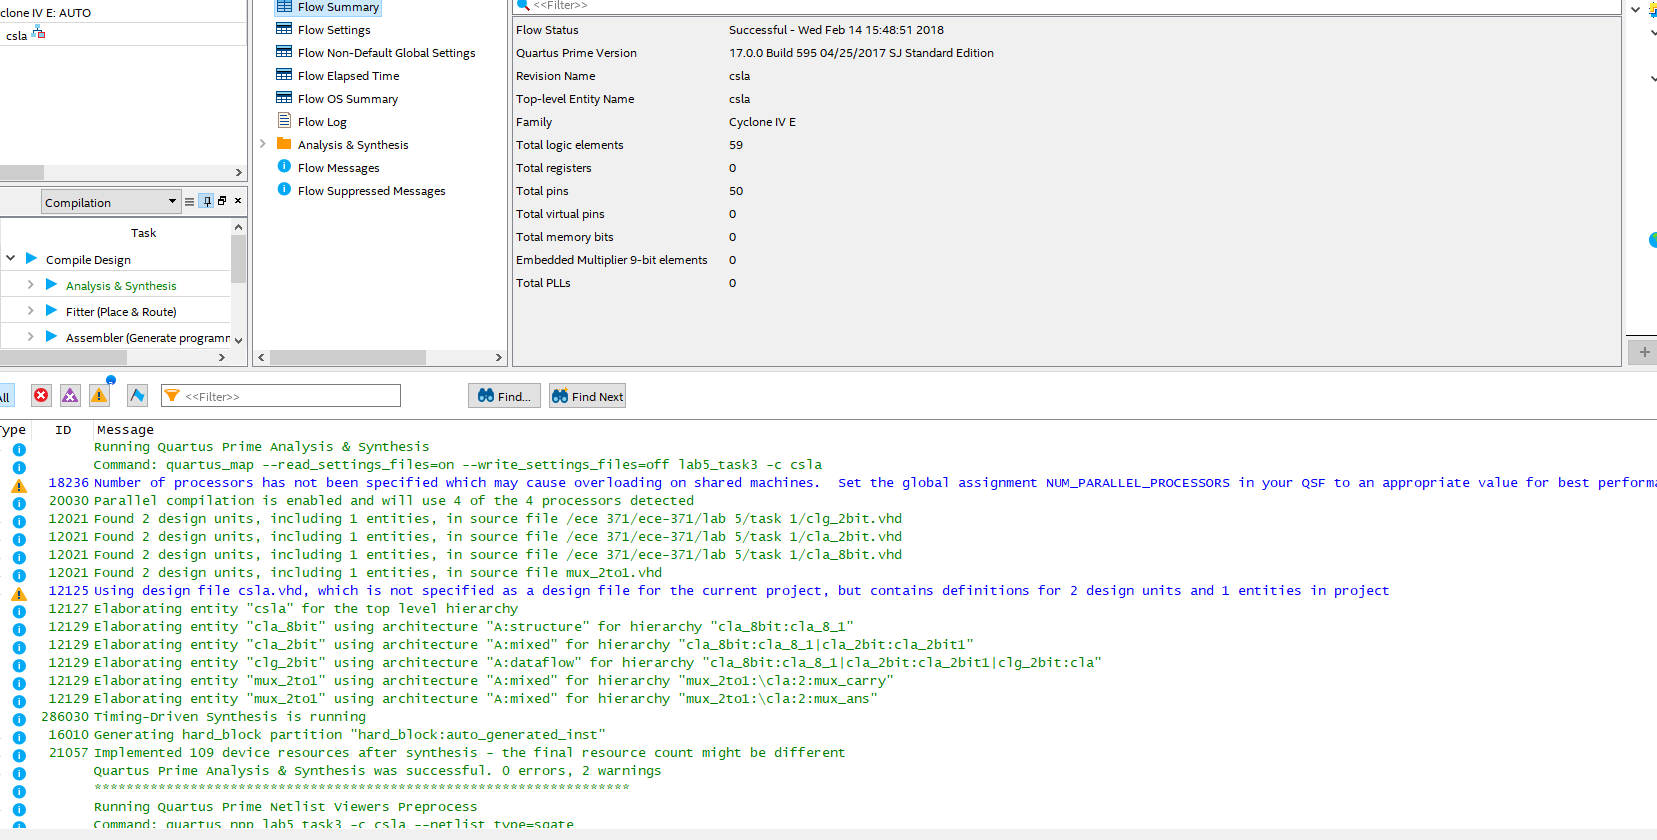 clone IV E: AUTO
csla
Compilation
Task
Compile Design
Analysis & Synthesis
Fitter (Place & Route)
Assembler (Generate programm
Flow Summary
Flow Settings
Flow Non-Default Global Settings
Flow Elapsed Time
Flow OS Summary
Flow Log
Analysis & Synthesis
Flow Messages
Flow Suppressed Messages
<<Filter>>
Flow Status Successful - Wed Feb 14 15:48:51 2018
Quartus Prime Version 17.0.0 Build 595 04/25/2017 SJ Standard Edition
Revision Name csla
Top-level Entity Name csla
Family Cyclone IV E
Total logic elements 59
Total registers 0
Total pins 50
Total virtual pins 0
Total memory bits 0
Embedded Multiplier 9-bit elements 0
Total PLLs 0
All <<Filter>> Find... Find Next
Type ID Message
Running Quartus Prime Analysis & Synthesis
Command: quartus_map --read_settings_files=on --write_settings_files=off lab5_task3 -c csla
18236 Number of processors has not been specified which may cause overloading on shared machines.  Set the global assignment NUM_PARALLEL_PROCESSORS in your QSF to an appropriate value for best performa
20030 Parallel compilation is enabled and will use 4 of the 4 processors detected
12021 Found 2 design units, including 1 entities, in source file /ece 371/ece-371/lab 5/task 1/clg_2bit.vhd
12021 Found 2 design units, including 1 entities, in source file /ece 371/ece-371/lab 5/task 1/cla_2bit.vhd
12021 Found 2 design units, including 1 entities, in source file /ece 371/ece-371/lab 5/task 1/cla_8bit.vhd
12021 Found 2 design units, including 1 entities, in source file mux_2to1.vhd
12125 Using design file csla.vhd, which is not specified as a design file for the current project, but contains definitions for 2 design units and 1 entities in project
12127 Elaborating entity "csla" for the top level hierarchy
12129 Elaborating entity "cla_8bit" using architecture "A:structure" for hierarchy "cla_8bit:cla_8_1"
12129 Elaborating entity "cla_2bit" using architecture "A:mixed" for hierarchy "cla_8bit:cla_8_1|cla_2bit:cla_2bit1"
12129 Elaborating entity "clg_2bit" using architecture "A:dataflow" for hierarchy "cla_8bit:cla_8_1|cla_2bit:cla_2bit1|clg_2bit:cla"
12129 Elaborating entity "mux_2to1" using architecture "A:mixed" for hierarchy "mux_2to1:\cla:2:mux_carry"
12129 Elaborating entity "mux_2to1" using architecture "A:mixed" for hierarchy "mux_2to1:\cla:2:mux_ans"
286030 Timing-Driven Synthesis is running
16010 Generating hard_block partition "hard_block:auto_generated_inst"
21057 Implemented 109 device resources after synthesis - the final resource count might be different
Quartus Prime Analysis & Synthesis was successful. 0 errors, 2 warnings
*******************************************************************
Running Quartus Prime Netlist Viewers Preprocess
Command: quartus_npp lab5_task3 -c csla --netlist_type=sgate